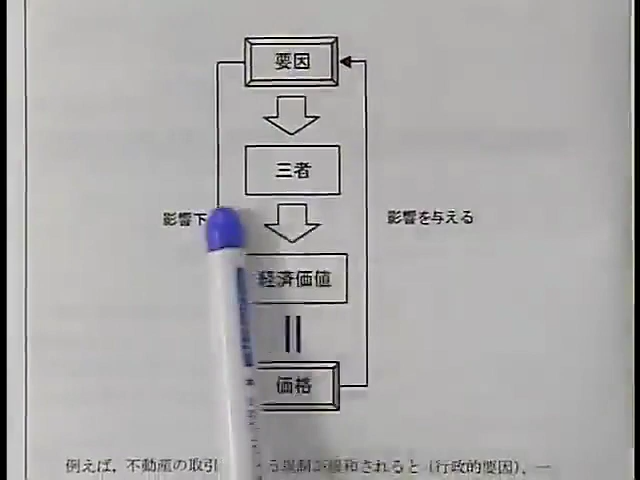 要因
三者
影響下
影響を与える
経済価値
価格
例えば，不動産の取引 る規制が緩和されると（行政的要因），一